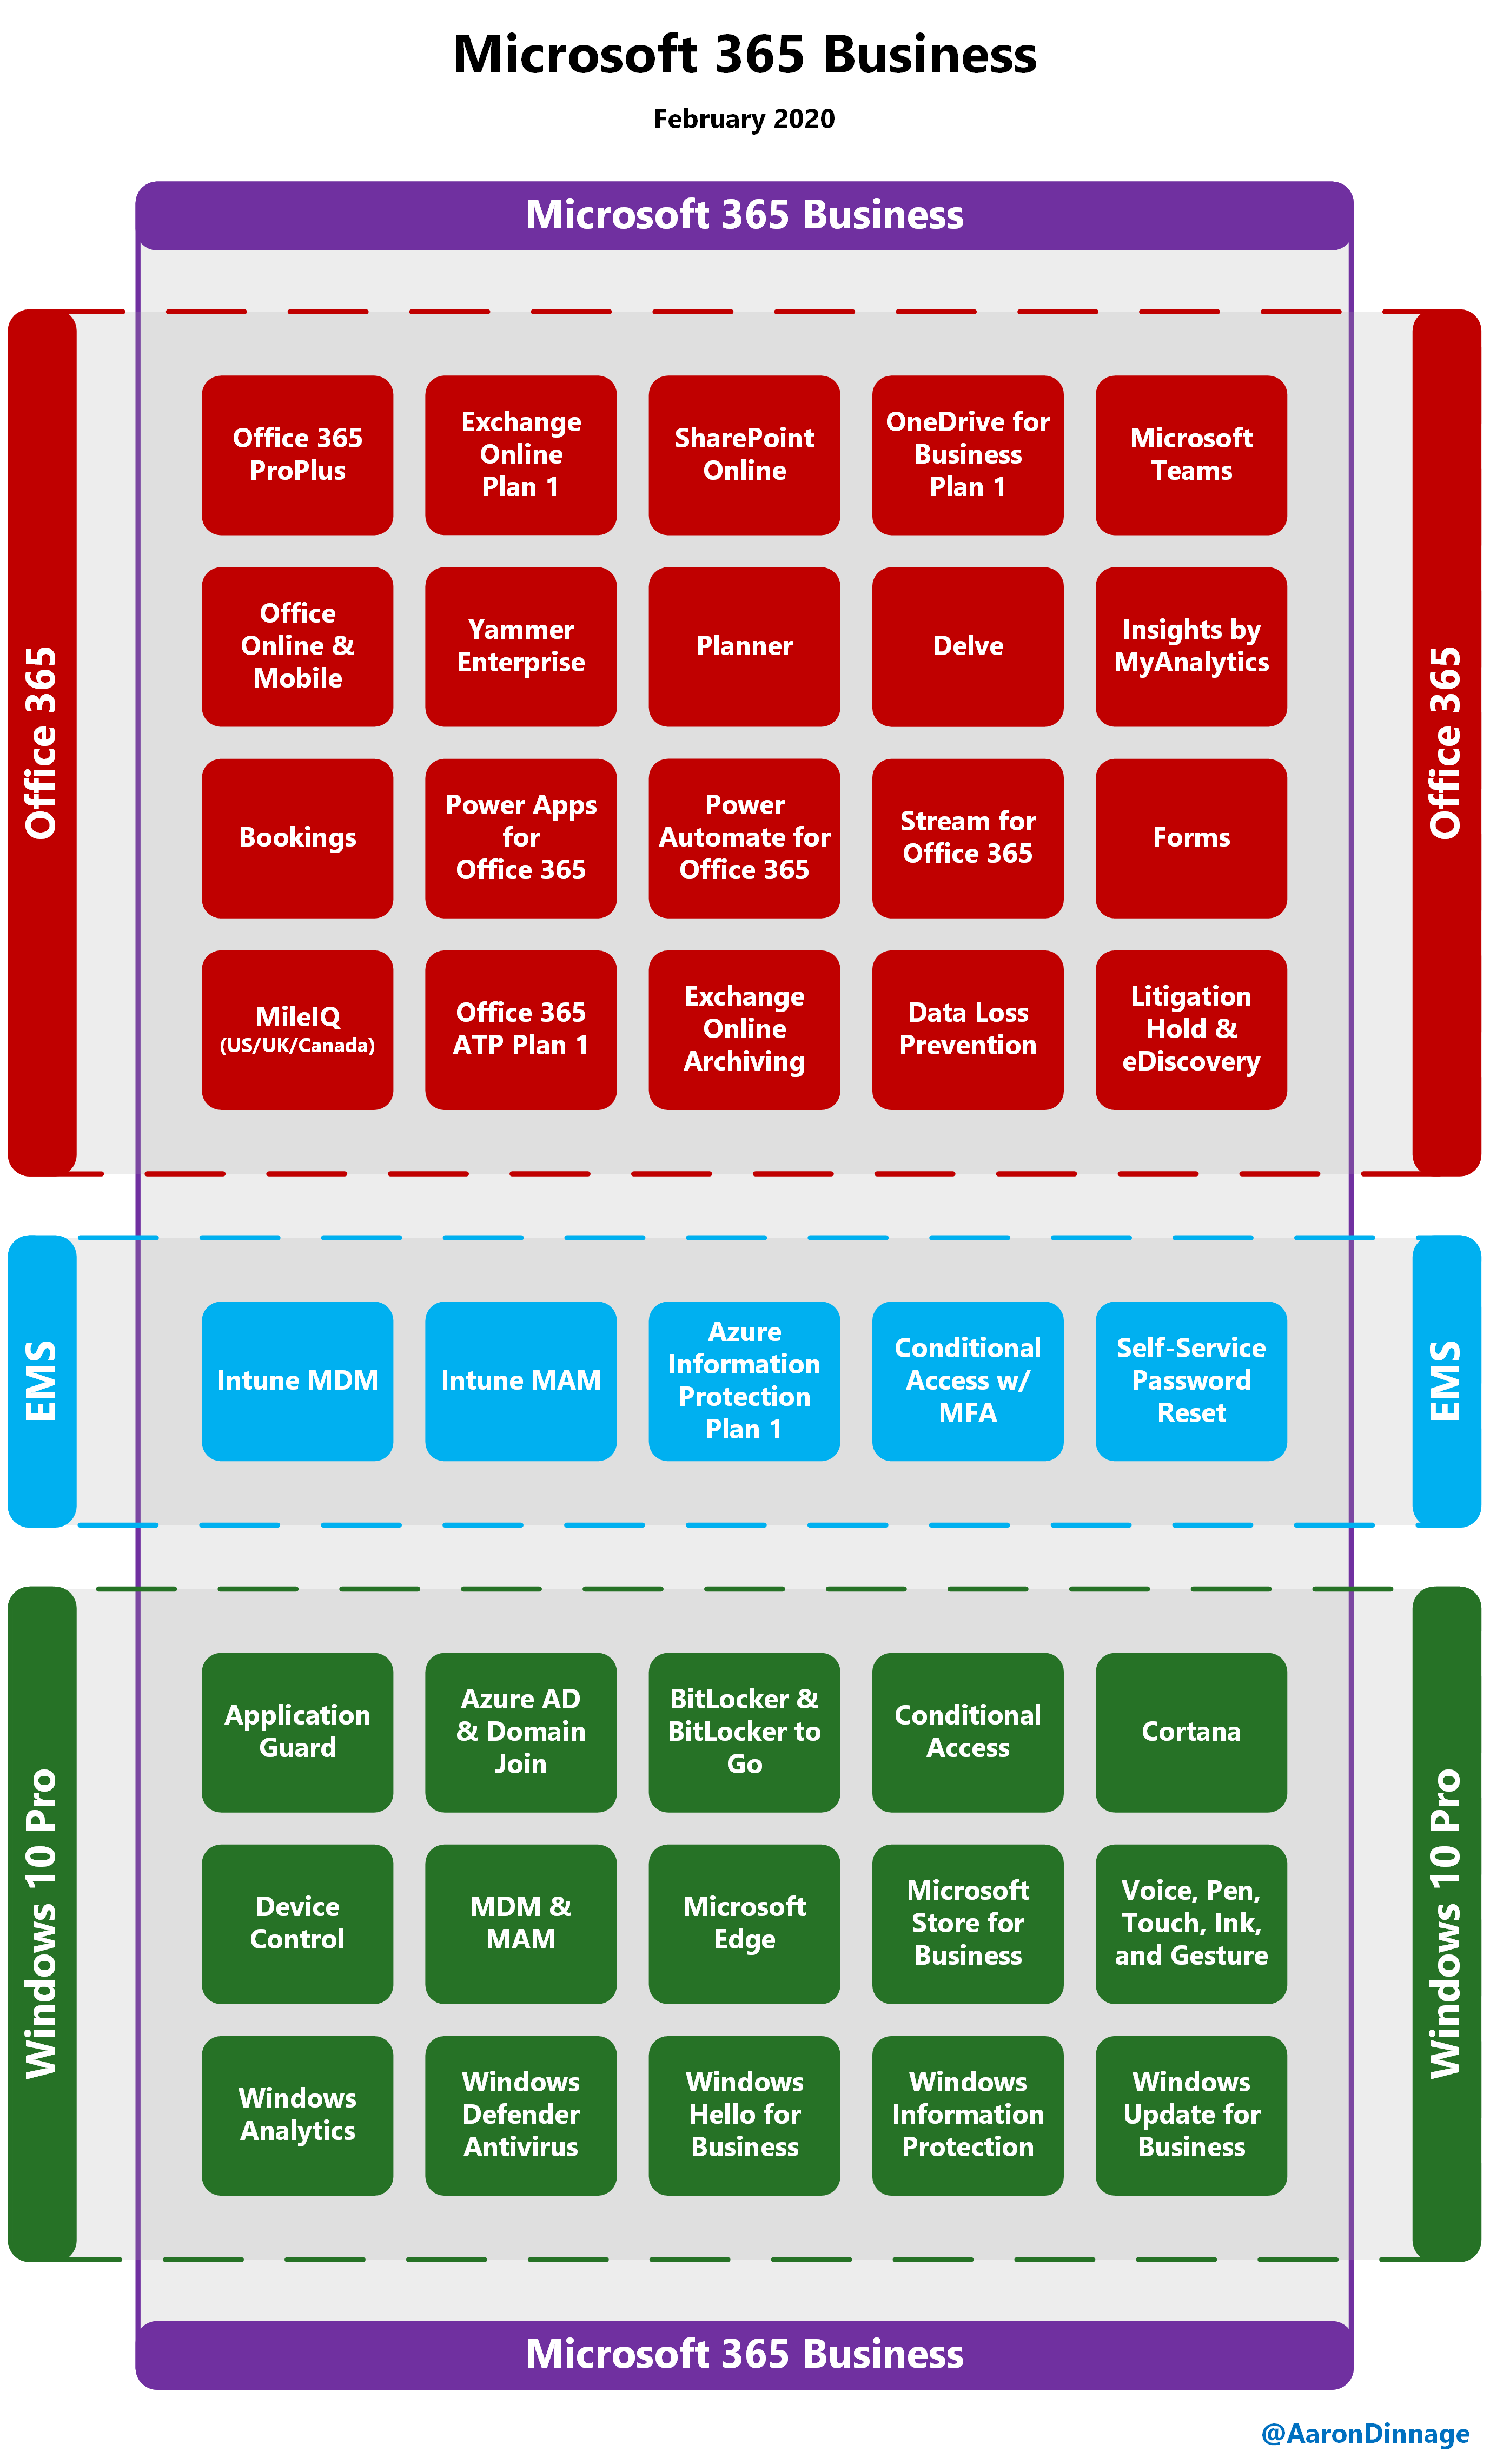 Microsoft 365 Business
February 2020
Microsoft 365 Business
Office 365
Office 365
Office 365
ProPlus
Exchange
Online
Plan 1
SharePoint
Online
OneDrive for
Business
Plan 1
Microsoft
Teams
Office
Online &
Mobile
Yammer
Enterprise
Planner
Delve
Insights by
MyAnalytics
Bookings
Power Apps
for
Office 365
Power
Automate for
Office 365
Stream for
Office 365
Forms
MileIQ
(US/UK/Canada)
Office 365
ATP Plan 1
Exchange
Online
Archiving
Data Loss
Prevention
Litigation
Hold &
eDiscovery
EMS
EMS
Intune MDM
Intune MAM
Azure
Information
Protection
Plan 1
Conditional
Access w/
MFA
Self-Service
Password
Reset
Windows 10 Pro
Windows 10 Pro
Application
Guard
Azure AD
& Domain
Join
BitLocker &
BitLocker to
Go
Conditional
Access
Cortana
Device
Control
MDM &
MAM
Microsoft
Edge
Microsoft
Store for
Business
Voice, Pen,
Touch, Ink,
and Gesture
Windows
Analytics
Windows
Defender
Antivirus
Windows
Hello for
Business
Windows
Information
Protection
Windows
Update for
Business
Microsoft 365 Business
@AaronDinnage